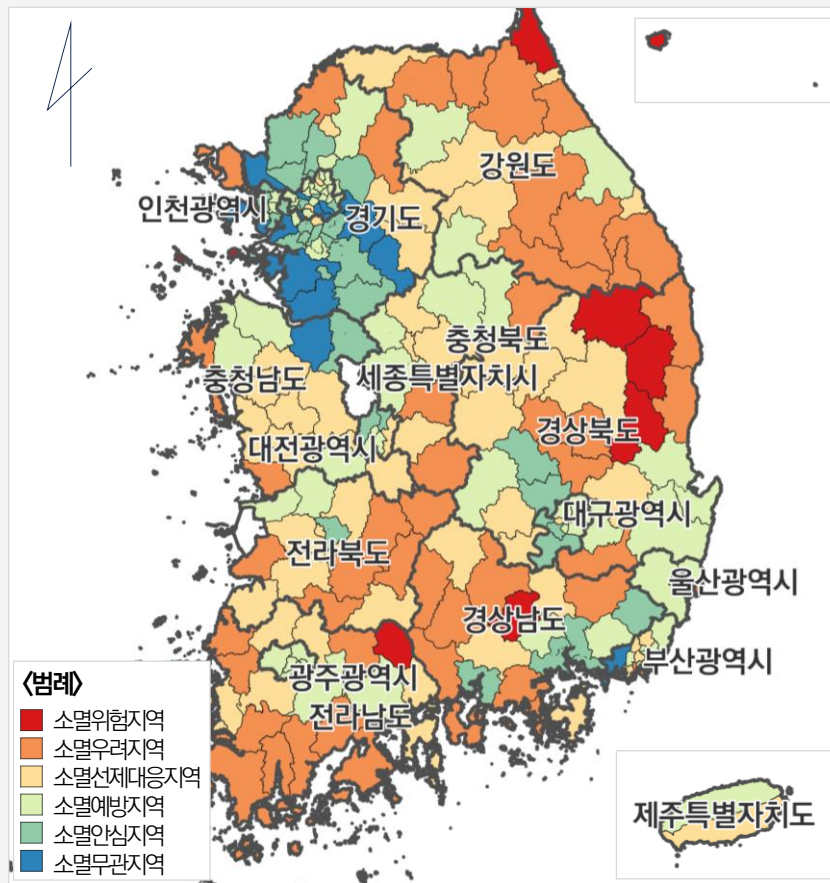 강원도
인천광역시
경기도
충청북도
충청남도
세종특별자치시
경상북도
대전광역시
대구광역시
전라북도
울산광역시
경상남도
부산광역시
광주광역시
전라남도
제주특별자치도
〈범례〉
소멸위험지역
소멸우려지역
소멸선제대응지역
소멸예방지역
소멸안심지역
소멸무관지역